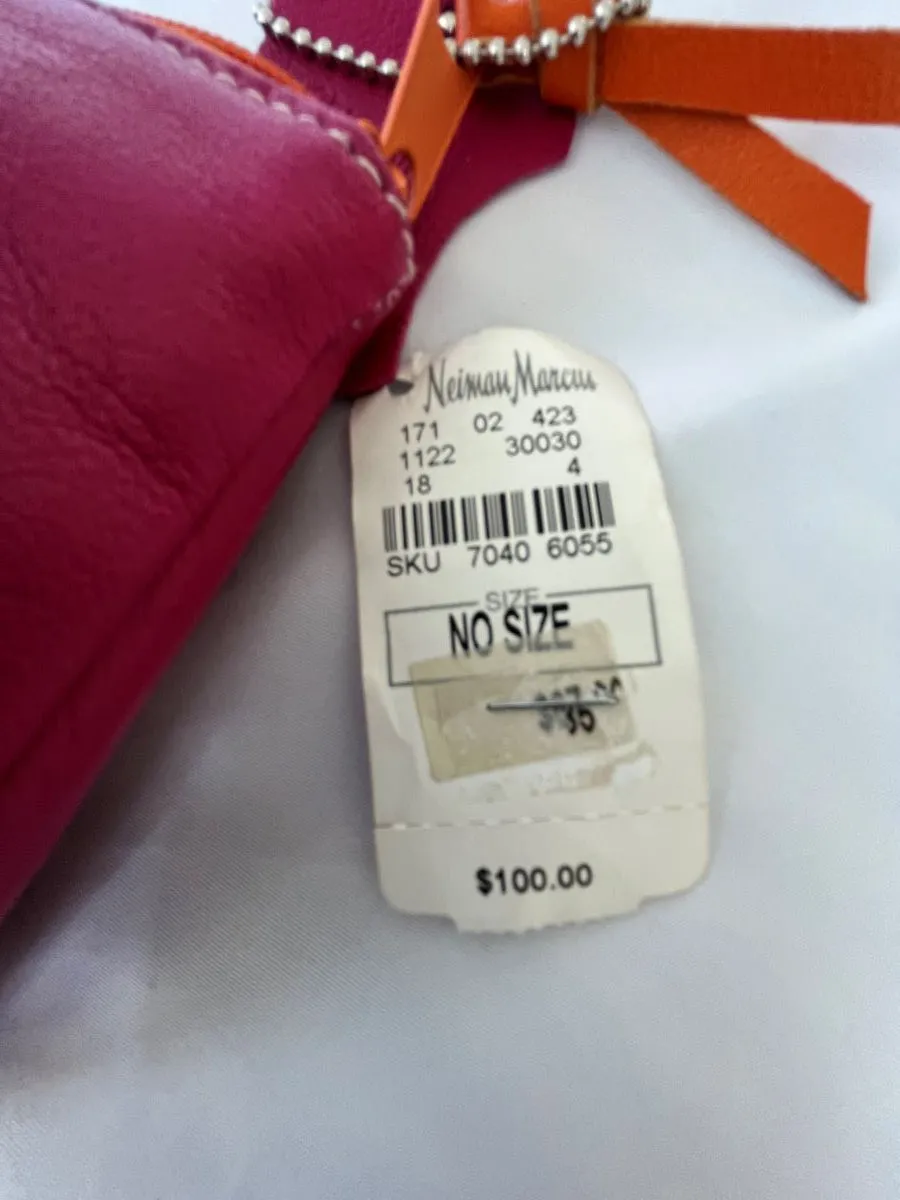 Neiman Marcus
171 02 423
1122 30030
18 4
SKU 7040 6055
SIZE
NO SIZE
$100.00